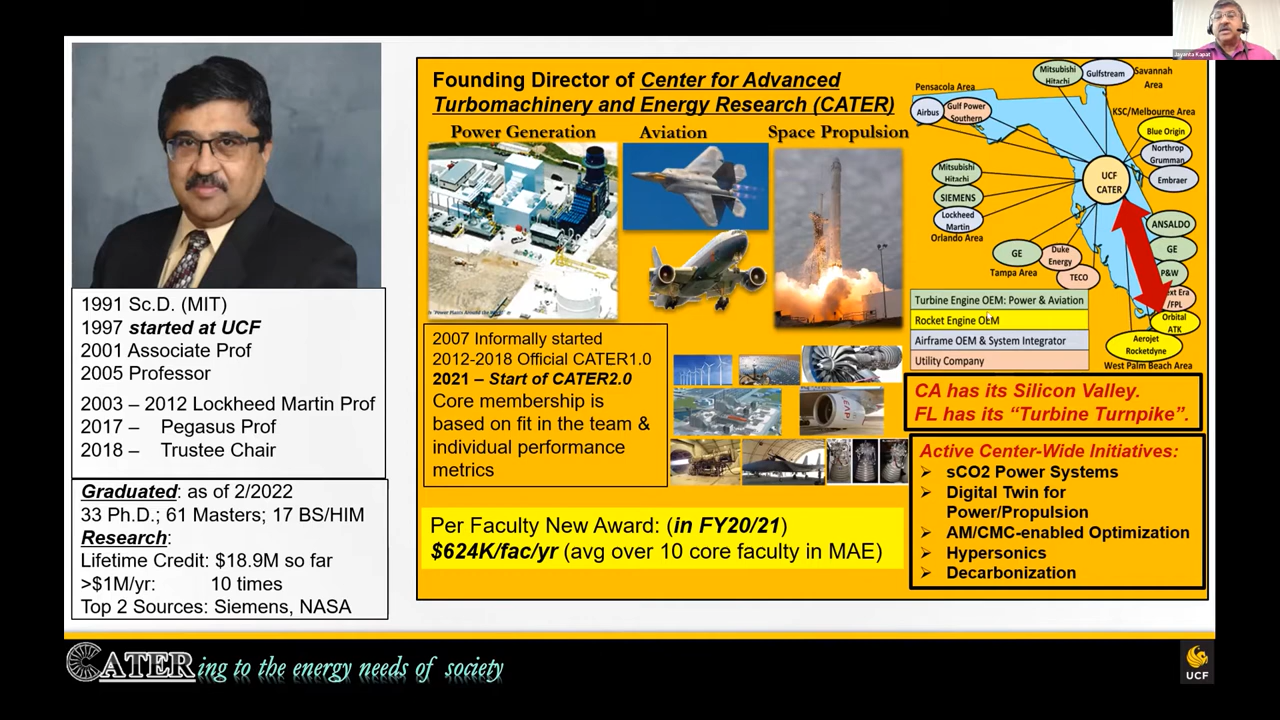 Jayanta Kapat
1991 Sc.D. (MIT)
1997 started at UCF
2001 Associate Prof
2005 Professor
2003 – 2012 Lockheed Martin Prof
2017 – Pegasus Prof
2018 – Trustee Chair
Graduated: as of 2/2022
33 Ph.D.; 61 Masters; 17 BS/HIM
Research:
Lifetime Credit: $18.9M so far
>$1M/yr: 10 times
Top 2 Sources: Siemens, NASA
Founding Director of Center for Advanced
Turbomachinery and Energy Research (CATER)
Power Generation
Aviation
Space Propulsion
2007 Informally started
2012-2018 Official CATER1.0
2021 – Start of CATER2.0
Core membership is
based on fit in the team &
individual performance
metrics
Per Faculty New Award: (in FY20/21)
$624K/fac/yr (avg over 10 core faculty in MAE)
Mitsubishi
Hitachi
Gulfstream
Savannah
Area
Pensacola Area
Airbus
Gulf Power
Southern
KSC/Melbourne Area
Blue Origin
Northrop
Grumman
Embraer
UCF
CATER
Mitsubishi
Hitachi
SIEMENS
Lockheed
Martin
Orlando Area
GE
Tampa Area
Duke
Energy
TECO
ANSALDO
GE
P&W
ext Era
/FPL
Orbital
ATK
Aerojet
Rocketdyne
West Palm Beach Area
Turbine Engine OEM: Power & Aviation
Rocket Engine OEM
Airframe OEM & System Integrator
Utility Company
CA has its Silicon Valley.
FL has its “Turbine Turnpike”.
Active Center-Wide Initiatives:
➢ sCO2 Power Systems
➢ Digital Twin for
Power/Propulsion
➢ AM/CMC-enabled Optimization
➢ Hypersonics
➢ Decarbonization
CATERing to the energy needs of society
UCF